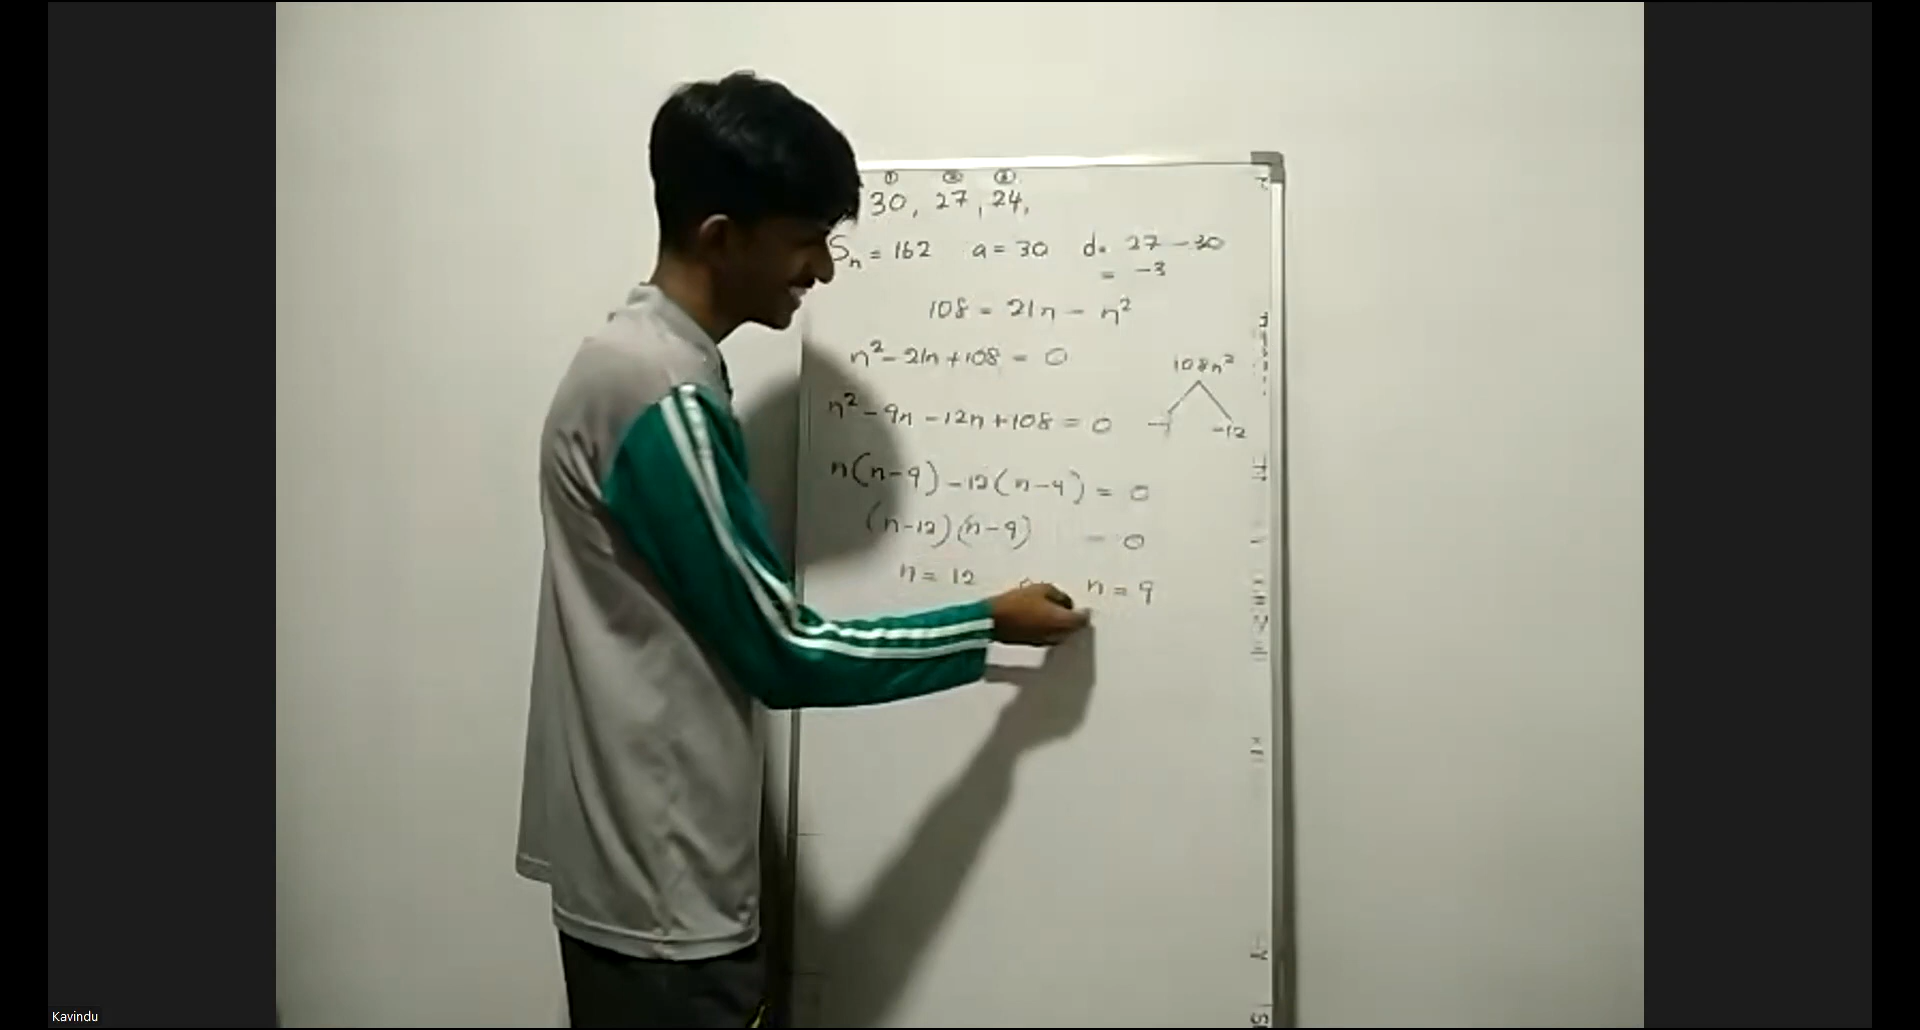 ① ② ③
30, 27, 24,
Sn = 162 a = 30 d = 27 - 30
= -3
108 = 21n - n²
n² - 21n + 108 = 0
108n²
n² - 9n - 12n + 108 = 0
-12
n(n-9) - 12(n-9) = 0
(n-12)(n-9) = 0
n = 12 n = 9
Kavindu